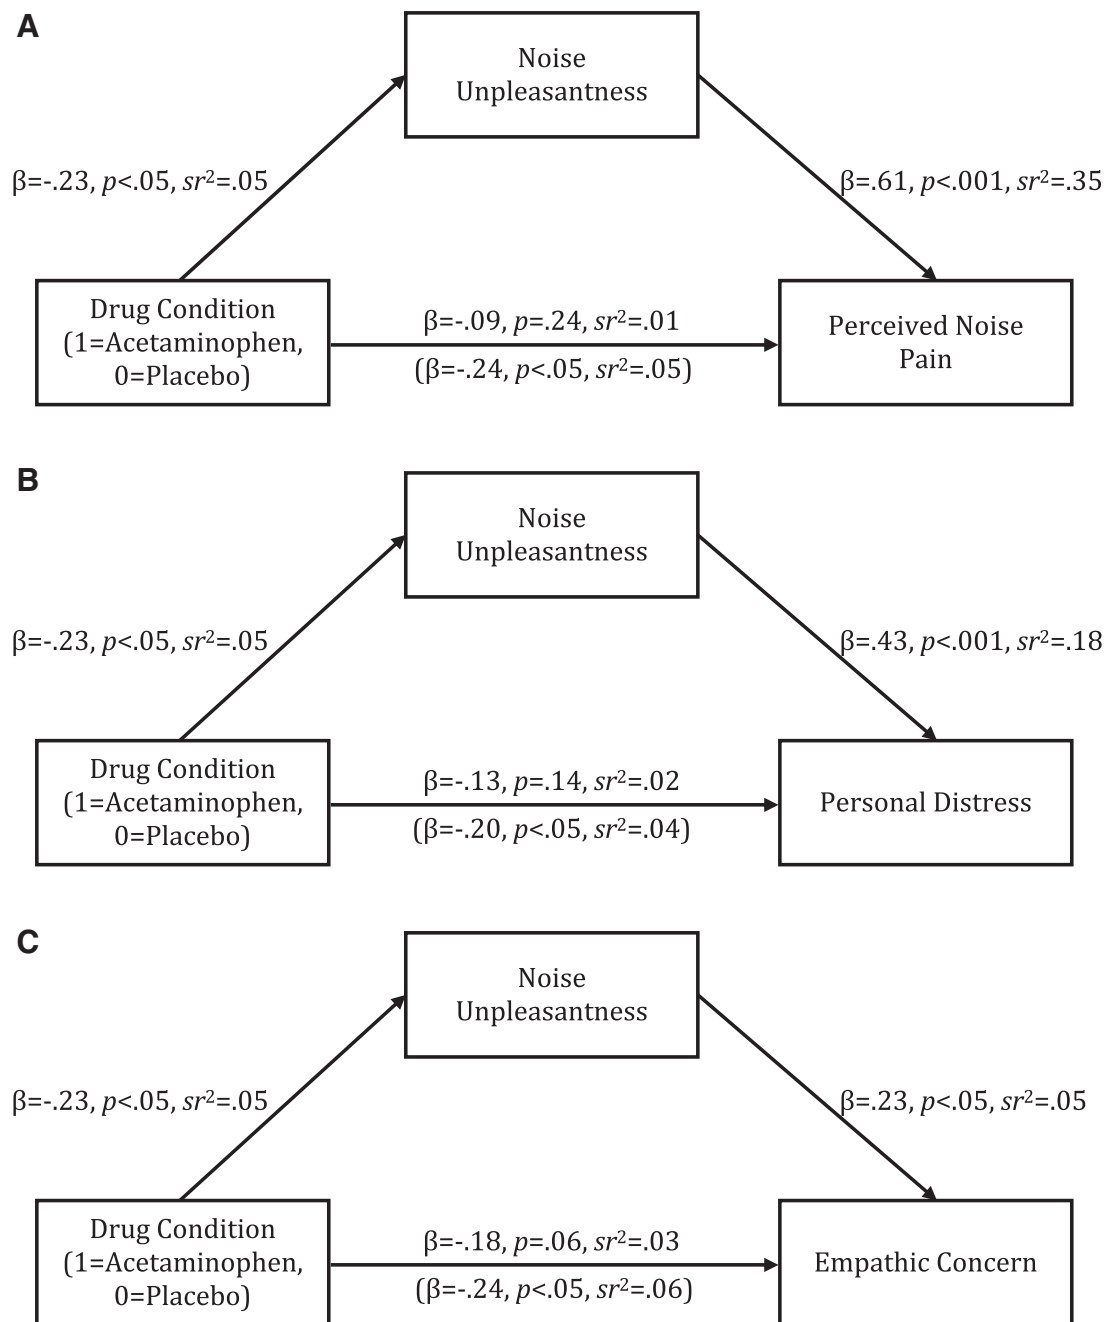 A
Noise
Unpleasantness
β=-.23, p<.05, sr²=.05
β=.61, p<.001, sr²=.35
Drug Condition
(1=Acetaminophen,
0=Placebo)
β=-.09, p=.24, sr²=.01
(β=-.24, p<.05, sr²=.05)
Perceived Noise
Pain
B
Noise
Unpleasantness
β=-.23, p<.05, sr²=.05
β=.43, p<.001, sr²=.18
Drug Condition
(1=Acetaminophen,
0=Placebo)
β=-.13, p=.14, sr²=.02
(β=-.20, p<.05, sr²=.04)
Personal Distress
C
Noise
Unpleasantness
β=-.23, p<.05, sr²=.05
β=.23, p<.05, sr²=.05
Drug Condition
(1=Acetaminophen,
0=Placebo)
β=-.18, p=.06, sr²=.03
(β=-.24, p<.05, sr²=.06)
Empathic Concern